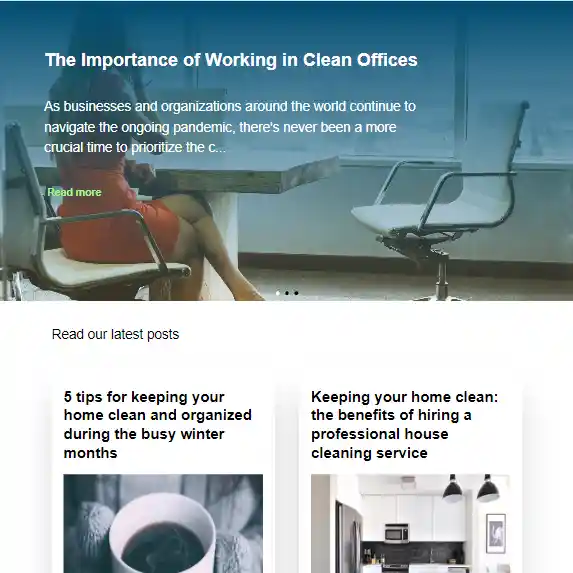 The Importance of Working in Clean Offices
As businesses and organizations around the world continue to
navigate the ongoing pandemic, there's never been a more
crucial time to prioritize the c...
Read more
Read our latest posts
5 tips for keeping your
home clean and organized
during the busy winter
months
Keeping your home clean:
the benefits of hiring a
professional house
cleaning service